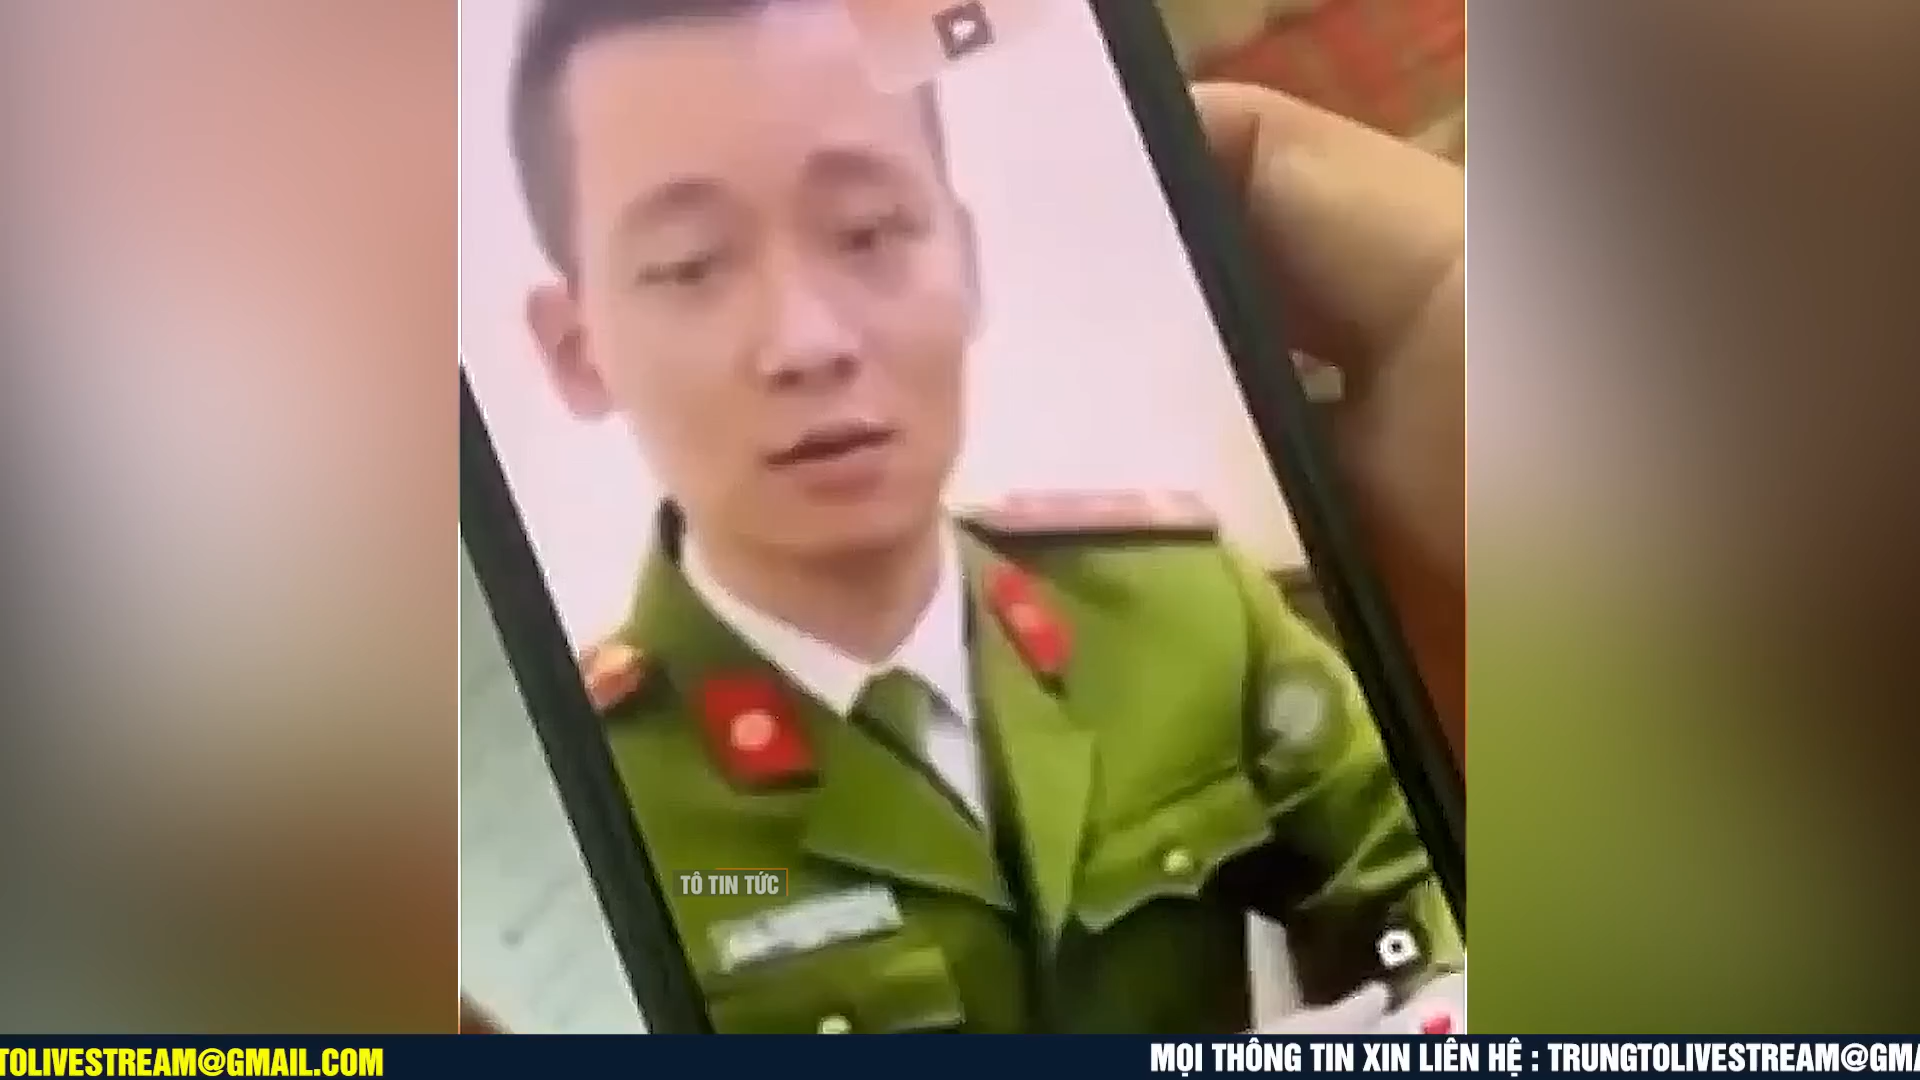 TÔ TIN TỨC
TOLIVESTREAM@GMAIL.COM
MỌI THÔNG TIN XIN LIÊN HỆ : TRUNGTOLIVESTREAM@GMA